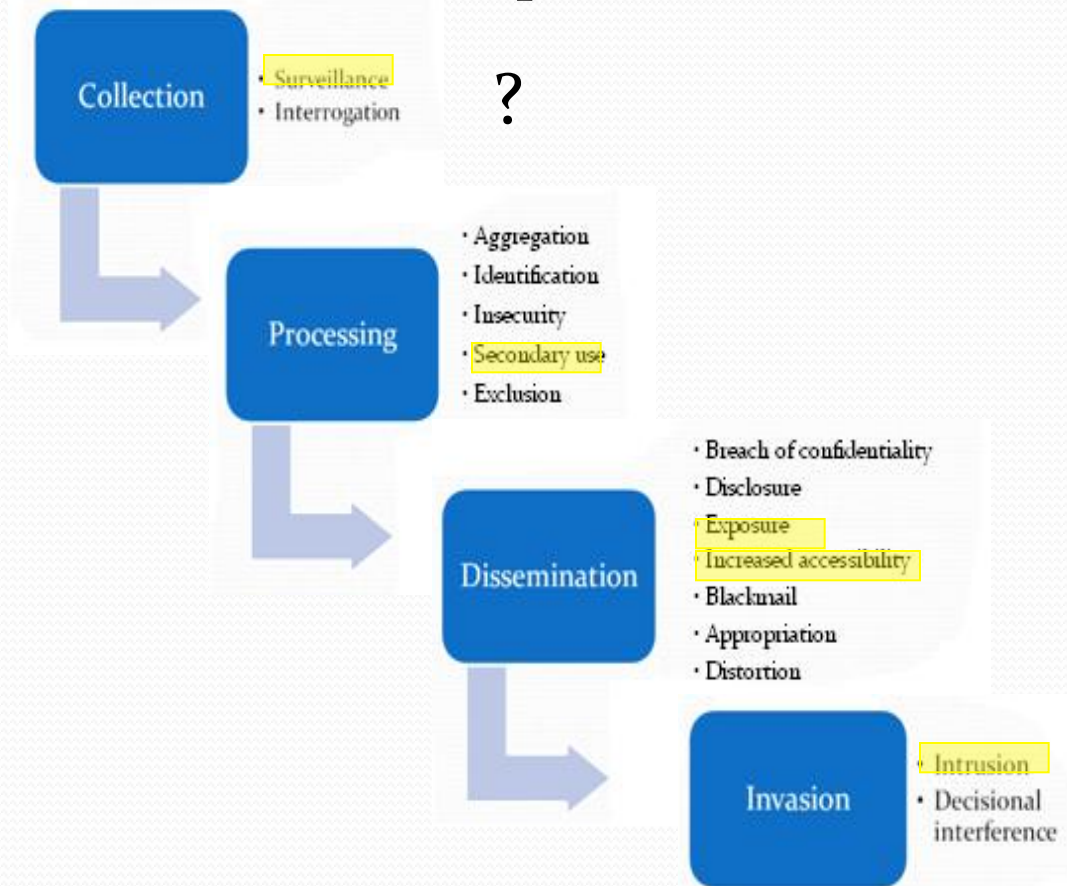 ?
Collection
• Surveillance
• Interrogation
Processing
• Aggregation
• Identification
• Insecurity
• Secondary use
• Exclusion
Dissemination
• Breach of confidentiality
• Disclosure
• Exposure
• Increased accessibility
• Blackmail
• Appropriation
• Distortion
Invasion
• Intrusion
• Decisional
interference